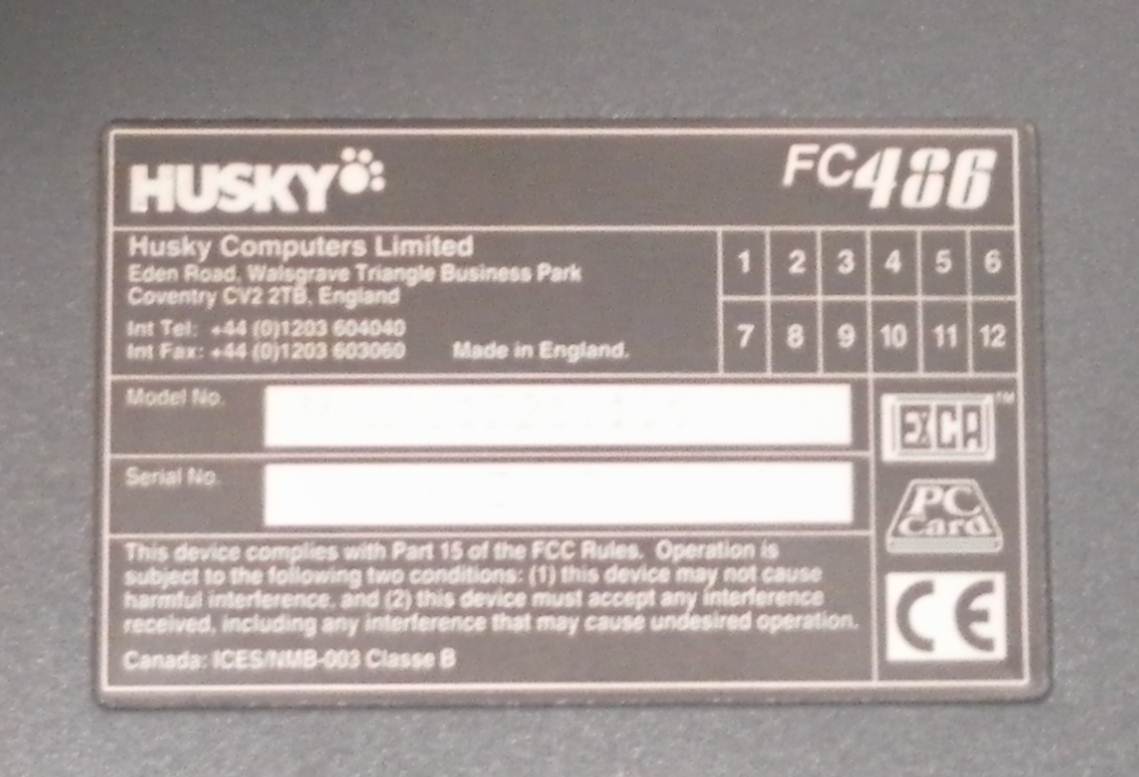 HUSKY FC486
Husky Computers Limited
Eden Road, Walsgrave Triangle Business Park
Coventry CV2 2TB, England
Int Tel: +44 (0)1203 604040
Int Fax: +44 (0)1203 603060 Made in England.
1 2 3 4 5 6
7 8 9 10 11 12
Model No.
Serial No.
EXCA™
PC
Card
CE
This device complies with Part 15 of the FCC Rules. Operation is
subject to the following two conditions: (1) this device may not cause
harmful interference, and (2) this device must accept any interference
received, including any interference that may cause undesired operation.
Canada: ICES/NMB-003 Classe B